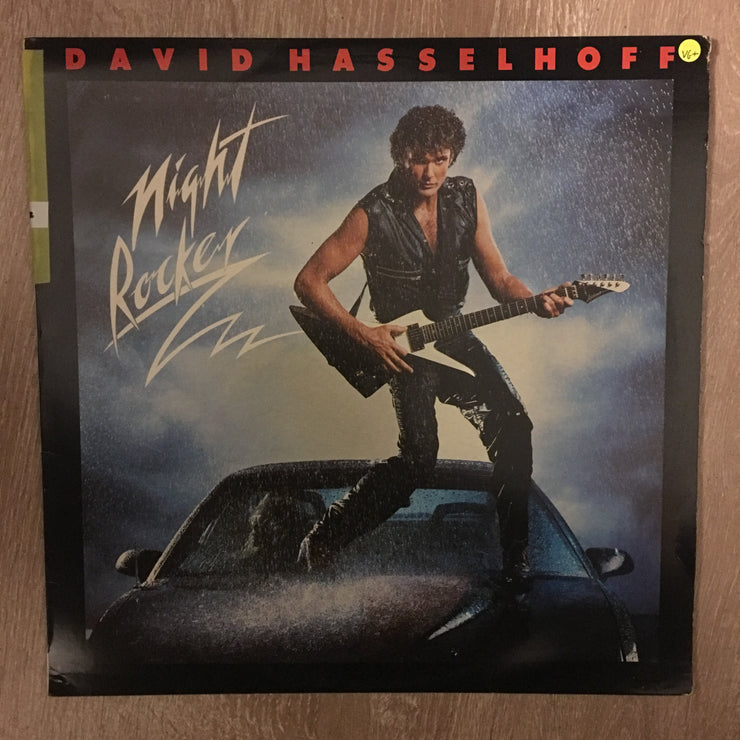 DAVID HASSELHOFF
VG+
Night
Rocker